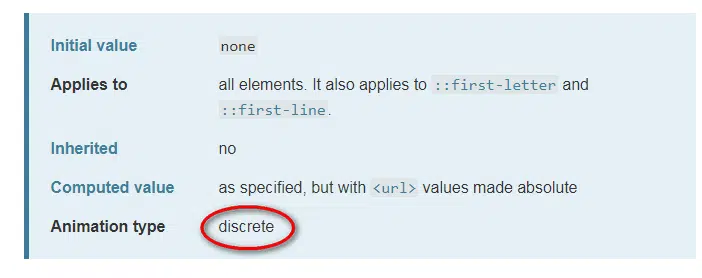 Initial value none
Applies to all elements. It also applies to ::first-letter and
::first-line.
Inherited no
Computed value as specified, but with <url> values made absolute
Animation type discrete